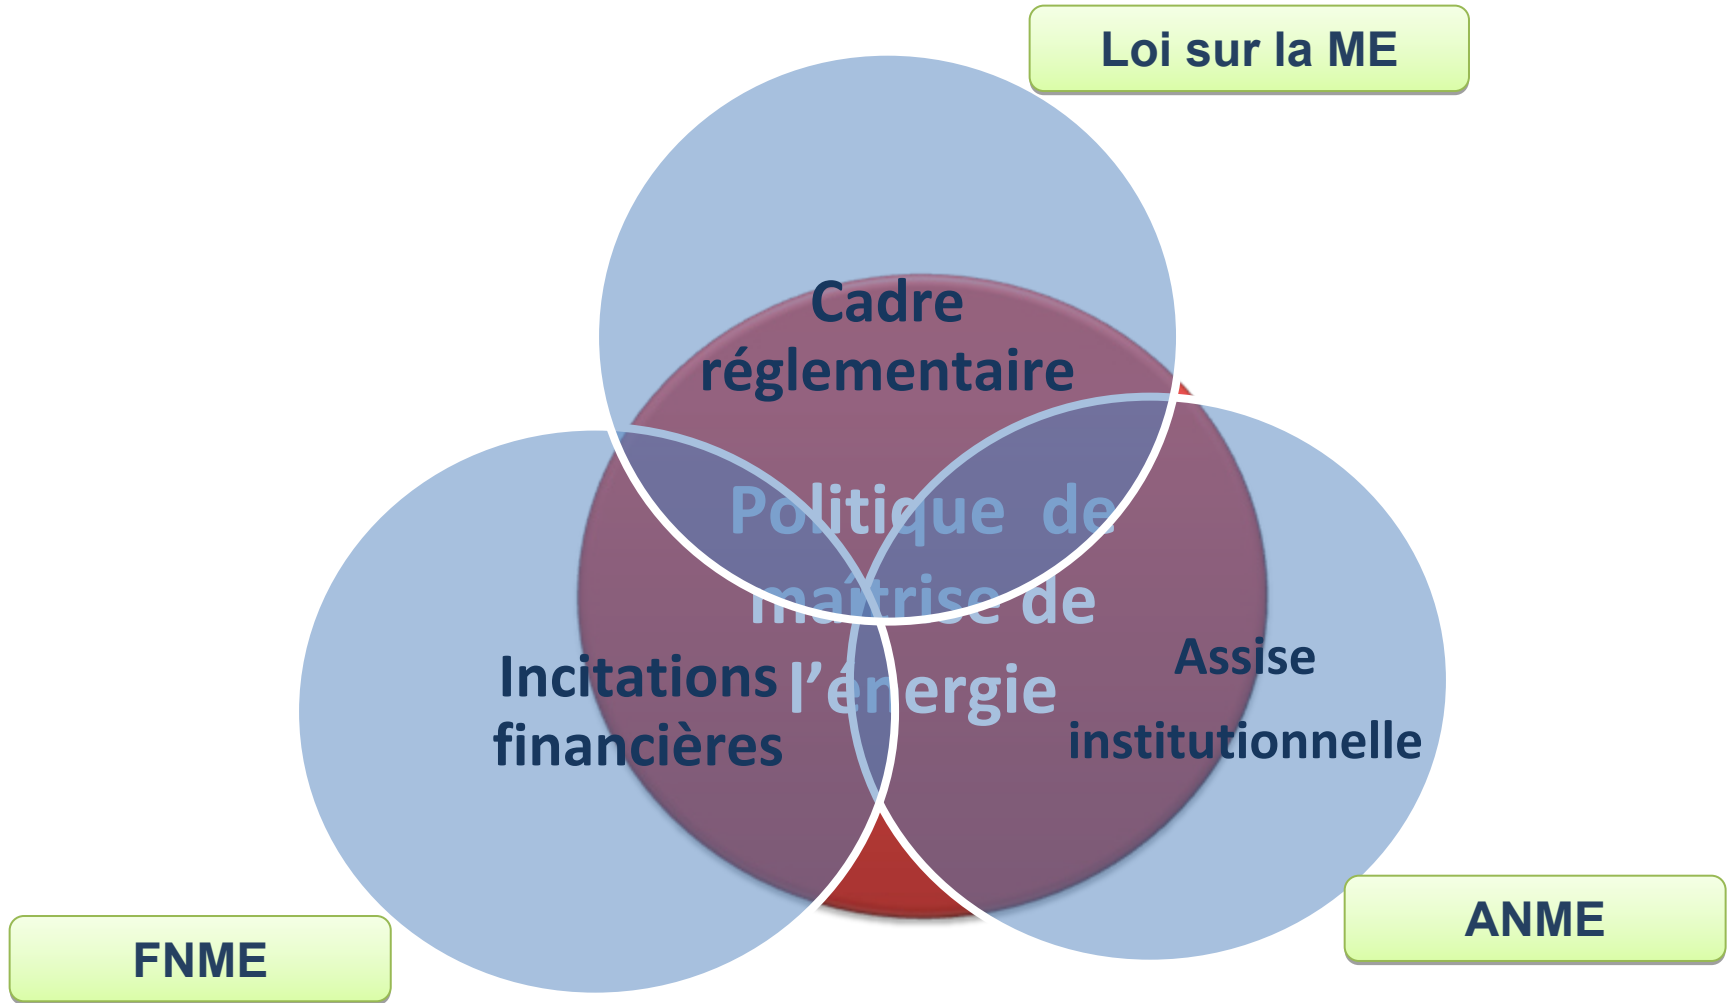 Loi sur la ME
Cadre
réglementaire
Politique de
maîtrise de
l’énergie
Incitations
financières
Assise
institutionnelle
ANME
FNME